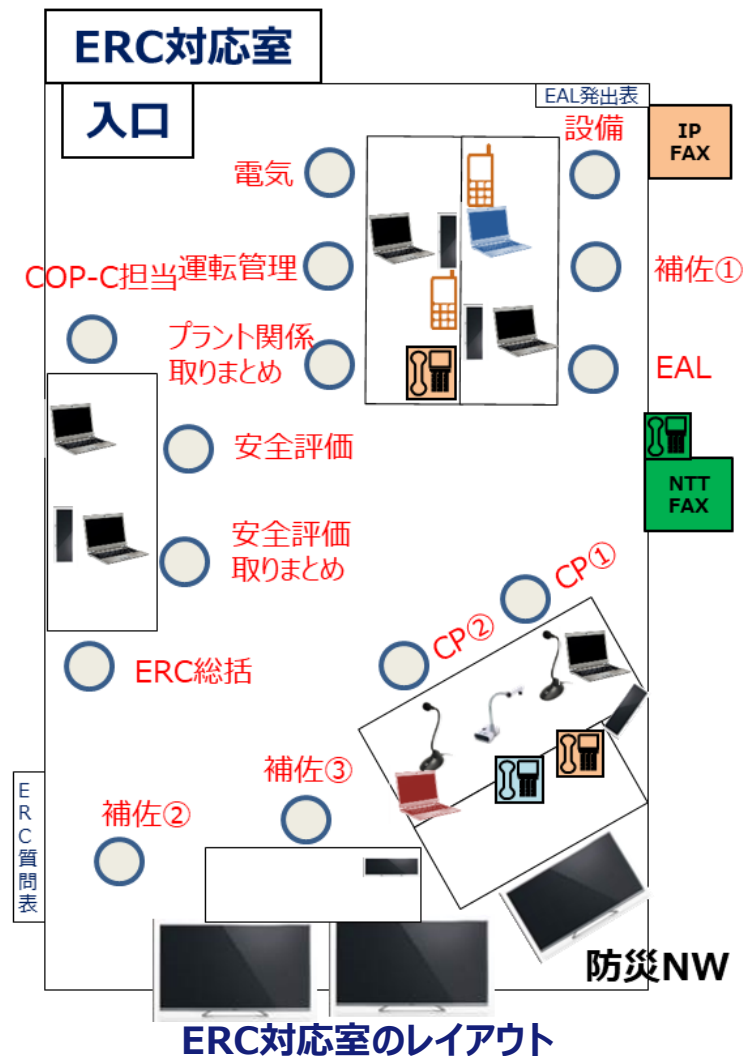 ERC対応室
入口
EAL発出表
設備
IP
FAX
電気
COP-C担当
運転管理
補佐①
プラント関係
取りまとめ
EAL
安全評価
NTT
FAX
安全評価
取りまとめ
CP①
CP②
ERC総括
補佐③
補佐②
ERC質問表
防災NW
ERC対応室のレイアウト